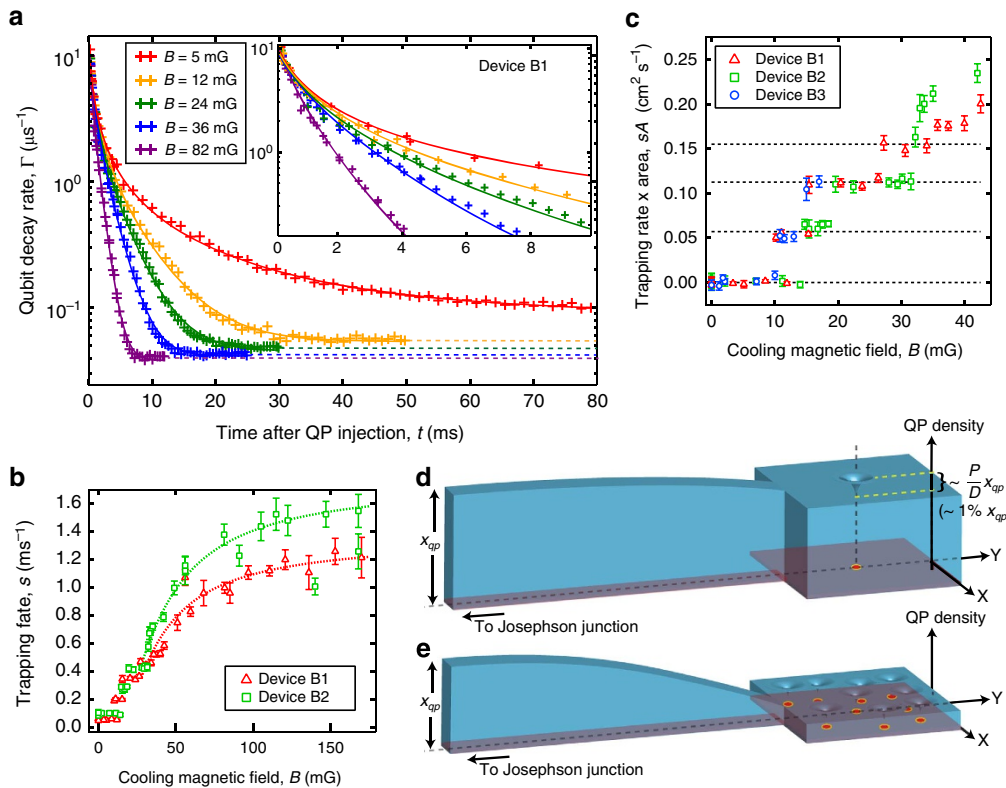 a
10¹
10⁰
10⁻¹
Qubit decay rate, Γ (μs⁻¹)
B = 5 mG
B = 12 mG
B = 24 mG
B = 36 mG
B = 82 mG
Device B1
10¹
10⁰
0 2 4 6 8
0 10 20 30 40 50 60 70 80
Time after QP injection, t (ms)
b
1.6
1.4
1.2
1.0
0.8
0.6
0.4
0.2
0.0
Trapping fate, s (ms⁻¹)
Device B1
Device B2
0 50 100 150
Cooling magnetic field, B (mG)
c
0.25
0.20
0.15
0.10
0.05
0.00
Trapping rate x area, sA (cm² s⁻¹)
Device B1
Device B2
Device B3
0 10 20 30 40
Cooling magnetic field, B (mG)
d
QP density
} ~ P/D x_qp
(~ 1% x_qp
x_qp
Y
X
To Josephson junction
e
QP density
x_qp
Y
X
To Josephson junction